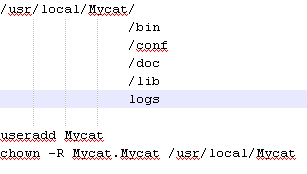 /usr/local/Mycat/
/bin
/conf
/doc
/lib
logs
useradd Mycat
chown -R Mycat.Mycat /usr/local/Mycat